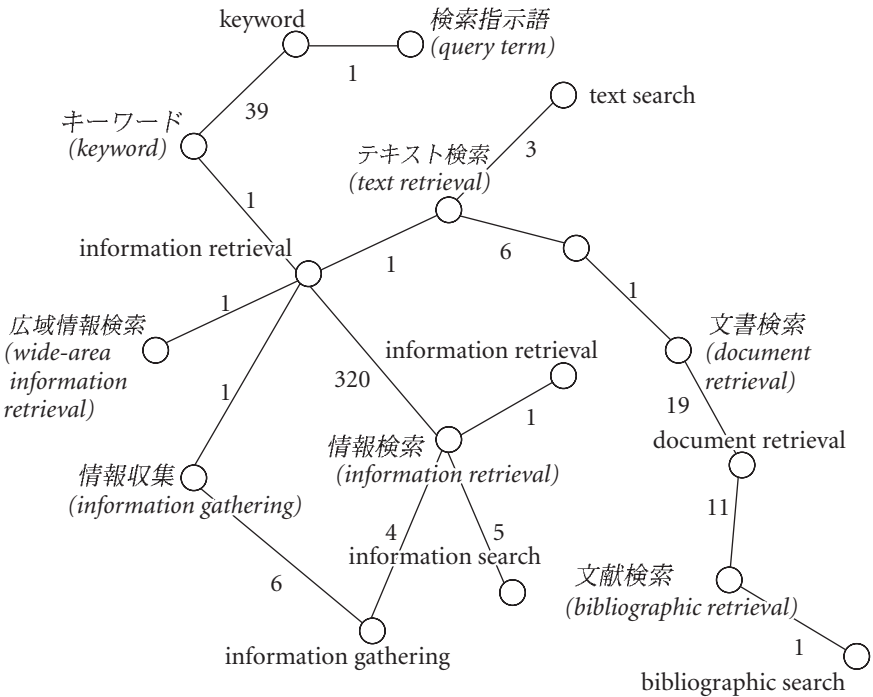 keyword
検索指示語
(query term)
1
39
text search
キーワード
(keyword)
3
テキスト検索
(text retrieval)
1
information retrieval
1
6
1
1
広域情報検索
(wide-area
information
retrieval)
文書検索
(document
retrieval)
information retrieval
320
1
1
19
情報検索
(information retrieval)
document retrieval
情報収集
(information gathering)
4
5
11
information search
6
文献検索
(bibliographic retrieval)
information gathering
1
bibliographic search